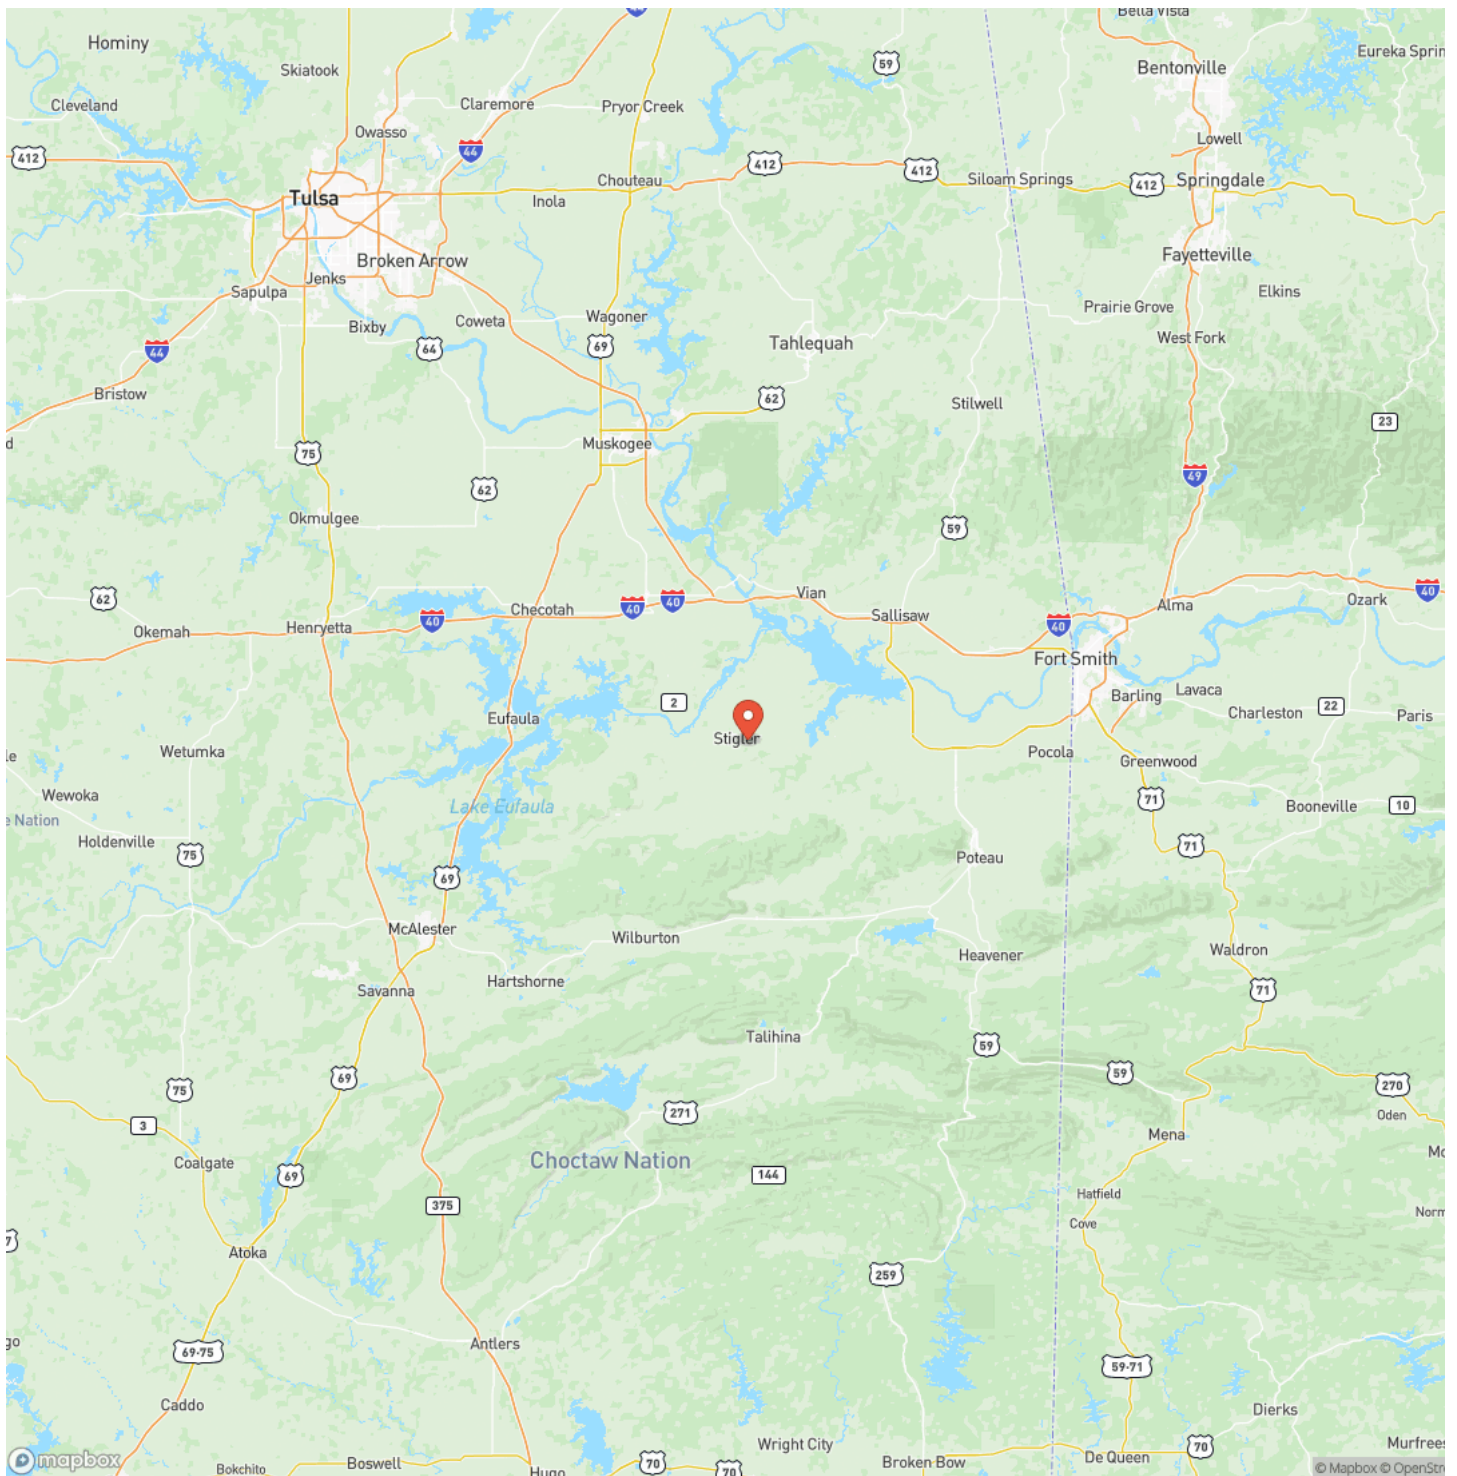 Bella Vista
Hominy
59
Eureka Sprin
Skiatook
Bentonville
Cleveland
Claremore
Pryor Creek
Owasso
Lowell
412
44
412
412
Chouteau
Siloam Springs
412
Springdale
Tulsa
Inola
Broken Arrow
Fayetteville
Jenks
Sapulpa
Elkins
Prairie Grove
Wagoner
Coweta
Bixby
West Fork
Tahlequah
69
64
44
Bristow
62
Stilwell
23
d
Muskogee
75
49
62
Okmulgee
59
Vian
62
40
40
Checotah
40
Sallisaw
Alma
Ozark
40
Okemah
Henryetta
40
Fort Smith
Barling
Lavaca
2
Charleston
22
Paris
Eufaula
Stigler
Wetumka
Pocola
le
Greenwood
Wewoka
Lake Eufaula
71
Booneville
10
e Nation
Holdenville
75
71
Poteau
69
McAlester
Wilburton
Waldron
Heavener
Hartshorne
Savanna
71
Talihina
59
69
59
75
270
271
Oden
3
Mena
Coalgate
Choctaw Nation
Mc
69
144
Hatfield
375
Norm
Cove
7
Atoka
259
Antlers
go
69-75
59-71
Caddo
Dierks
Wright City
70
Murfrees
De Queen
mapbox
Boswell
70
70
Broken Bow
Bokchito
Hugo
© Mapbox © OpenStre